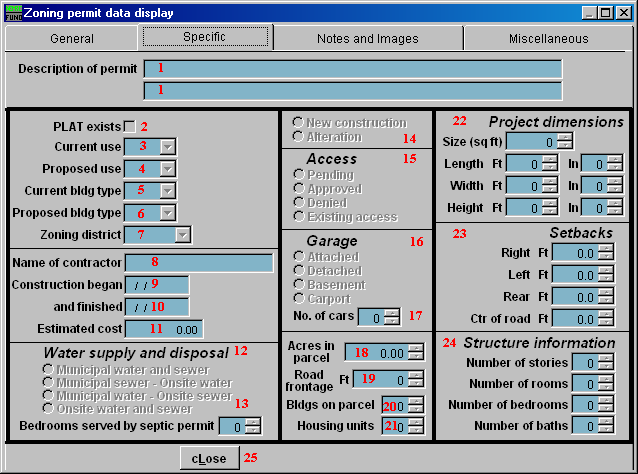 FUND
Zoning permit data display
General Specific Notes and Images Miscellaneous
Description of permit 1
1
PLAT exists 2
Current use 3
Proposed use 4
Current bldg type 5
Proposed bldg type 6
Zoning district 7
Name of contractor 8
Construction began / / 9
and finished / / 10
Estimated cost 11 0.00
Water supply and disposal 12
Municipal water and sewer
Municipal sewer - Onsite water
Municipal water - Onsite sewer
Onsite water and sewer 13
Bedrooms served by septic permit 0
New construction
Alteration 14
Access 15
Pending
Approved
Denied
Existing access
Garage 16
Attached
Detached
Basement
Carport
No. of cars 0 17
Acres in parcel 18 0.00
Road frontage Ft 19 0
Bldgs on parcel 20 0
Housing units 21 0
22 Project dimensions
Size (sq ft) 0
Length Ft 0 In 0
Width Ft 0 In 0
Height Ft 0 In 0
23 Setbacks
Right Ft 0.0
Left Ft 0.0
Rear Ft 0.0
Ctr of road Ft 0.0
24 Structure information
Number of stories 0
Number of rooms 0
Number of bedrooms 0
Number of baths 0
cLose 25